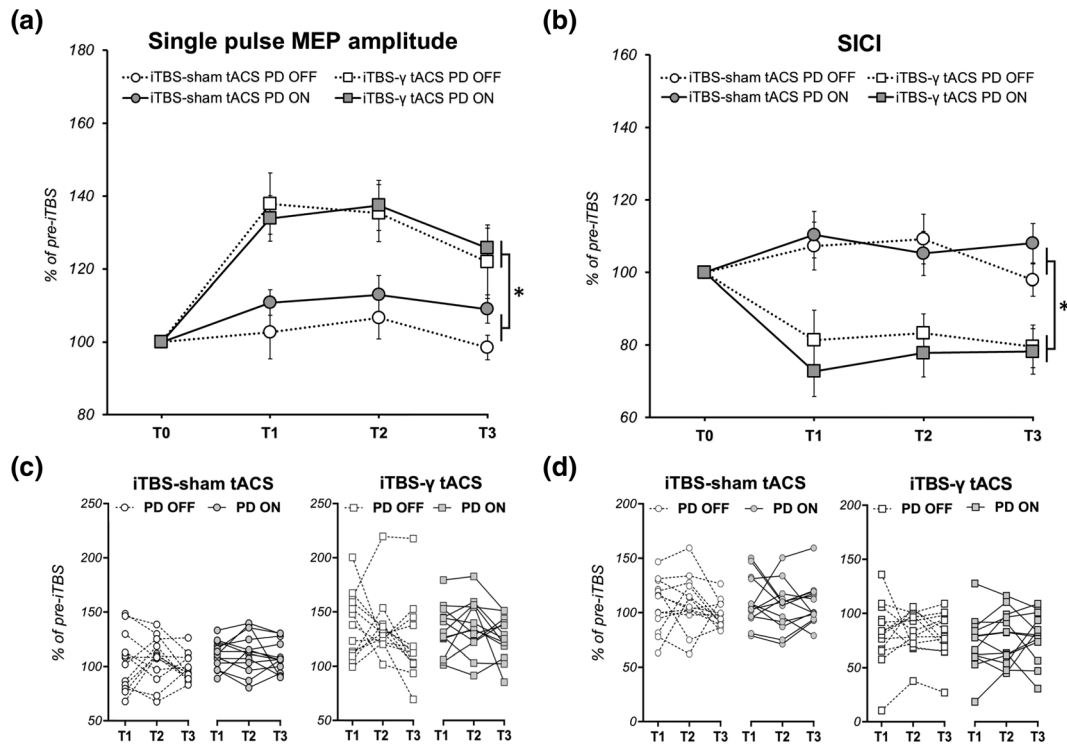 (a)
Single pulse MEP amplitude
180
160
140
120
100
80
% of pre-iTBS
iTBS-sham tACS PD OFF
iTBS-γ tACS PD OFF
iTBS-sham tACS PD ON
iTBS-γ tACS PD ON
*
T0 T1 T2 T3
(b)
SICI
160
140
120
100
80
60
% of pre-iTBS
iTBS-sham tACS PD OFF
iTBS-γ tACS PD OFF
iTBS-sham tACS PD ON
iTBS-γ tACS PD ON
*
T0 T1 T2 T3
(c)
iTBS-sham tACS
PD OFF PD ON
250
200
150
100
50
% of pre-iTBS
T1 T2 T3 T1 T2 T3
iTBS-γ tACS
PD OFF PD ON
250
200
150
100
50
T1 T2 T3 T1 T2 T3
(d)
iTBS-sham tACS
PD OFF PD ON
200
150
100
50
0
% of pre-iTBS
T1 T2 T3 T1 T2 T3
iTBS-γ tACS
PD OFF PD ON
200
150
100
50
0
T1 T2 T3 T1 T2 T3